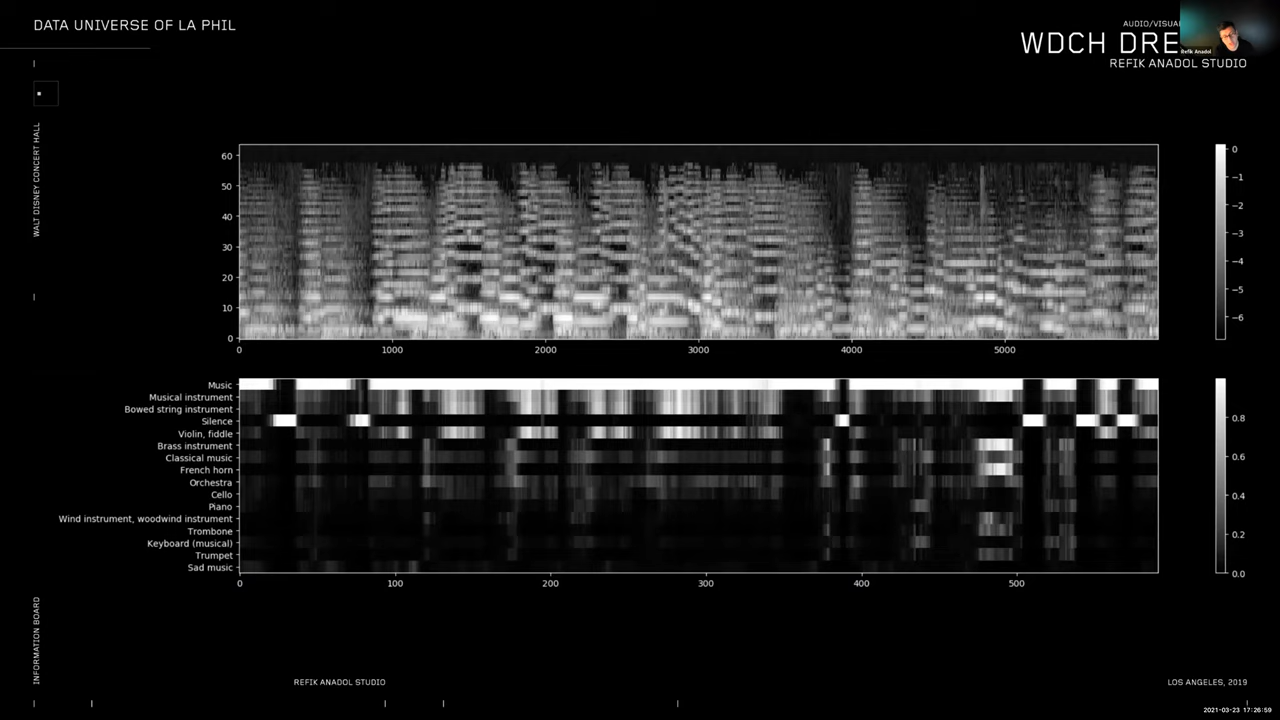 DATA UNIVERSE OF LA PHIL
AUDIO/VISUA
WDCH DRE
Refik Anadol
REFIK ANADOL STUDIO
WALT DISNEY CONCERT HALL
60
50
40
30
20
10
0
0 1000 2000 3000 4000 5000
0
−1
−2
−3
−4
−5
−6
Music
Musical instrument
Bowed string instrument
Silence
Violin, fiddle
Brass instrument
Classical music
French horn
Orchestra
Cello
Piano
Wind instrument, woodwind instrument
Trombone
Keyboard (musical)
Trumpet
Sad music
0 100 200 300 400 500
0.8
0.6
0.4
0.2
0.0
INFORMATION BOARD
REFIK ANADOL STUDIO
LOS ANGELES, 2019
2021-03-23 17:26:59